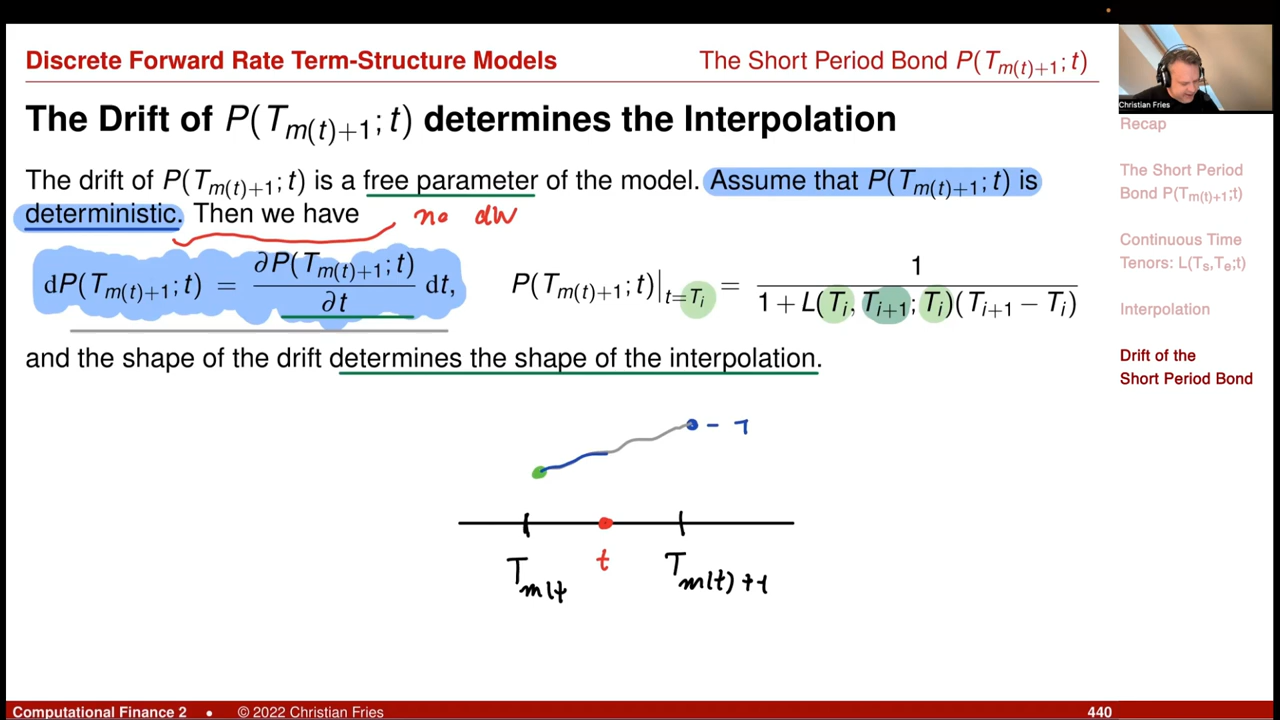 Discrete Forward Rate Term-Structure Models
The Short Period Bond P(T_{m(t)+1}; t)
Christian Fries
The Drift of P(T_{m(t)+1}; t) determines the Interpolation
The drift of P(T_{m(t)+1}; t) is a free parameter of the model. Assume that P(T_{m(t)+1}; t) is
deterministic. Then we have
no dW
dP(T_{m(t)+1}; t) = ∂P(T_{m(t)+1}; t) / ∂t dt, P(T_{m(t)+1}; t)|_{t=T_i} = 1 / 1 + L(T_i, T_{i+1}; T_i)(T_{i+1} − T_i)
and the shape of the drift determines the shape of the interpolation.
T_{m(t}
t
T_{m(t)+1}
Recap
The Short Period
Bond P(T_{m(t)+1};t)
Continuous Time
Tenors: L(T_s,T_e;t)
Interpolation
Drift of the
Short Period Bond
Computational Finance 2 • © 2022 Christian Fries
440